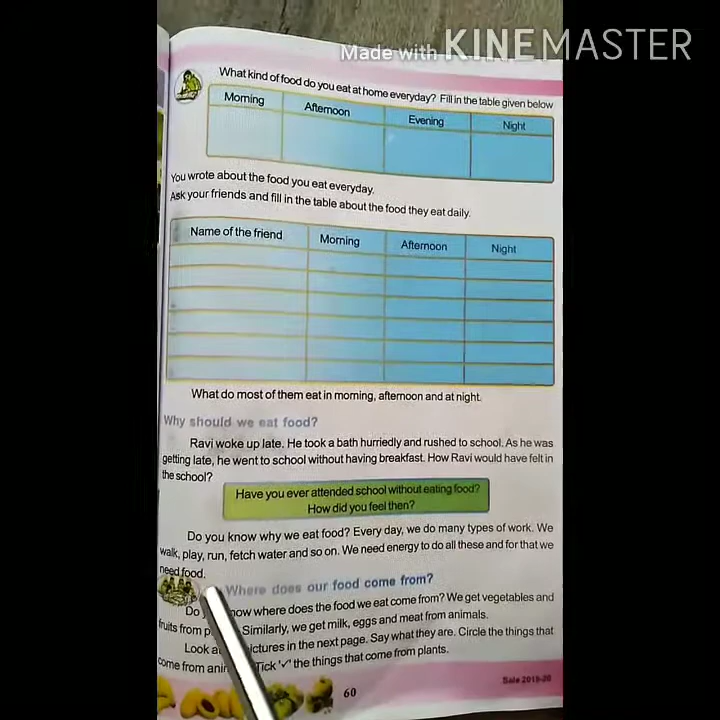 Made with KINEMASTER
What kind of food do you eat at home everyday? Fill in the table given below
Morning Afternoon Evening Night
You wrote about the food you eat everyday.
Ask your friends and fill in the table about the food they eat daily.
Name of the friend Morning Afternoon Night
What do most of them eat in morning, afternoon and at night.
Why should we eat food?
Ravi woke up late. He took a bath hurriedly and rushed to school. As he was
getting late, he went to school without having breakfast. How Ravi would have felt in
the school?
Have you ever attended school without eating food?
How did you feel then?
Do you know why we eat food? Every day, we do many types of work. We
walk, play, run, fetch water and so on. We need energy to do all these and for that we
need food.
Where does our food come from?
Do now where does the food we eat come from? We get vegetables and
fruits from p Similarly, we get milk, eggs and meat from animals.
Look a ictures in the next page. Say what they are. Circle the things that
come from ani Tick '✓' the things that come from plants.
60